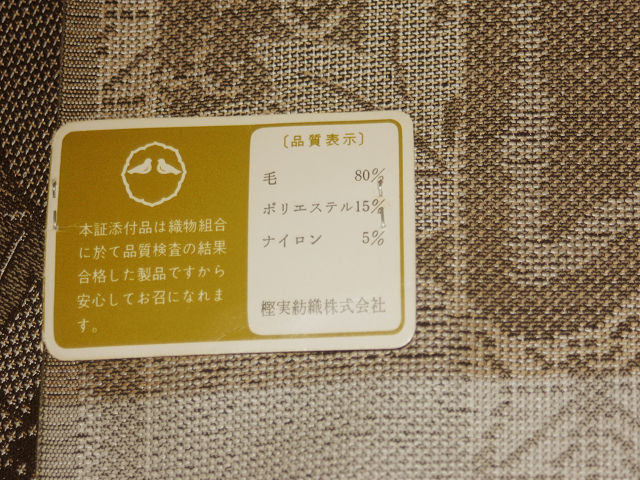 本証添付品は織物組合
に於て品質検査の結果
合格した製品ですから
安心してお召になれま
す。
〔品質表示〕
毛 80%
ポリエステル15%
ナイロン 5%
樫実紡織株式会社